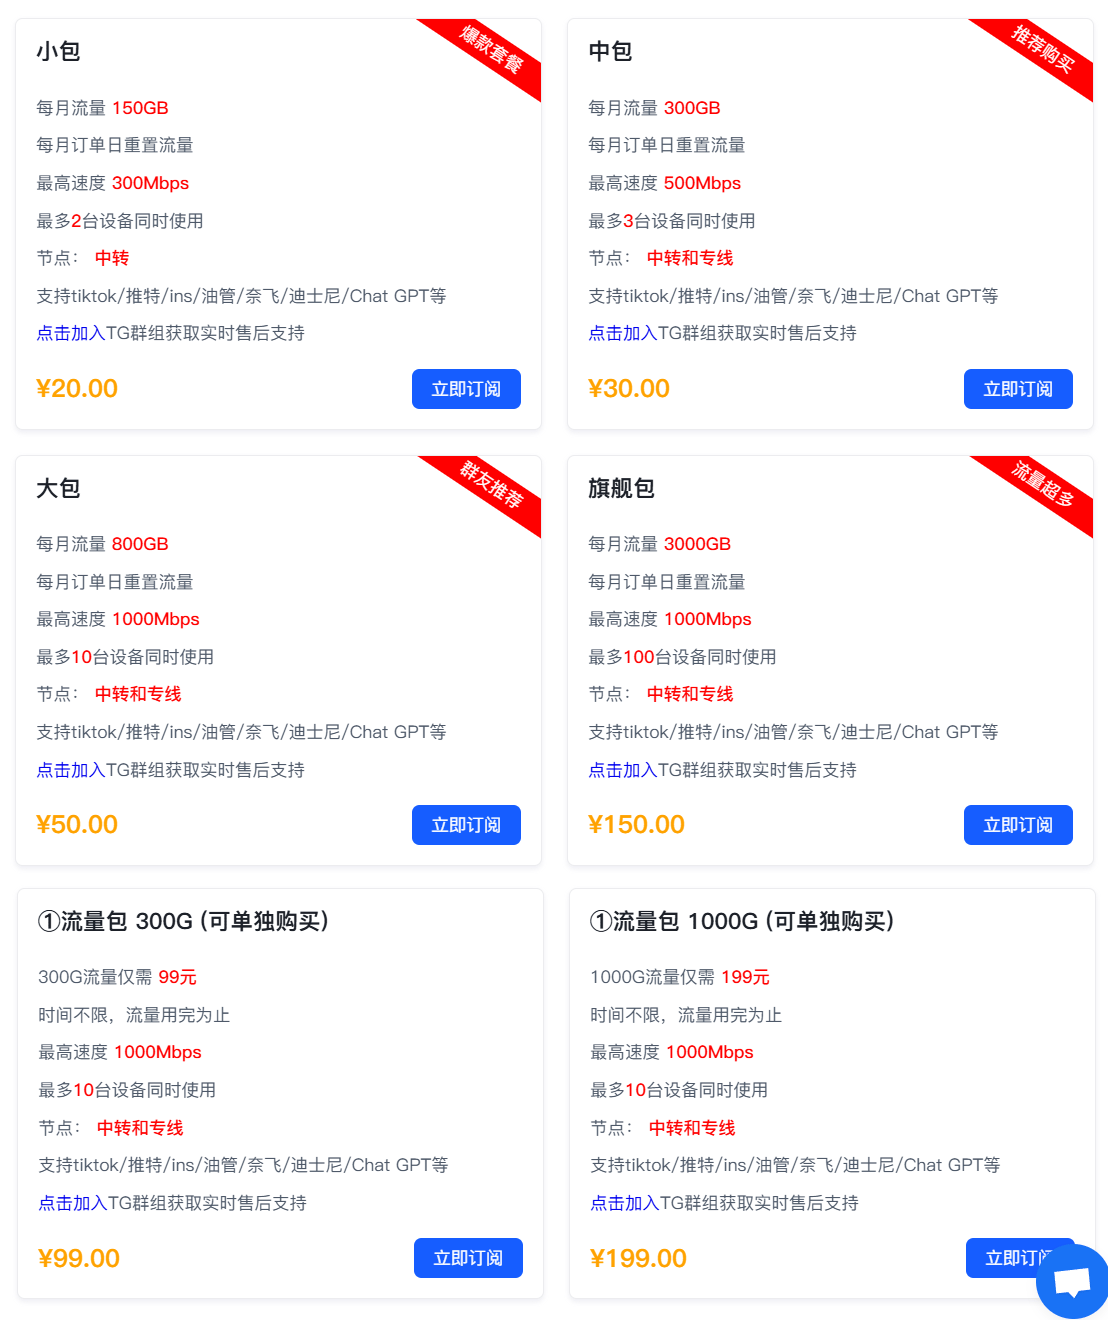 小包
爆款套餐
每月流量 150GB
每月订单日重置流量
最高速度 300Mbps
最多2台设备同时使用
节点： 中转
支持tiktok/推特/ins/油管/奈飞/迪士尼/Chat GPT等
点击加入TG群组获取实时售后支持
¥20.00
立即订阅
中包
推荐购买
每月流量 300GB
每月订单日重置流量
最高速度 500Mbps
最多3台设备同时使用
节点： 中转和专线
支持tiktok/推特/ins/油管/奈飞/迪士尼/Chat GPT等
点击加入TG群组获取实时售后支持
¥30.00
立即订阅
大包
群友推荐
每月流量 800GB
每月订单日重置流量
最高速度 1000Mbps
最多10台设备同时使用
节点： 中转和专线
支持tiktok/推特/ins/油管/奈飞/迪士尼/Chat GPT等
点击加入TG群组获取实时售后支持
¥50.00
立即订阅
旗舰包
流量超多
每月流量 3000GB
每月订单日重置流量
最高速度 1000Mbps
最多100台设备同时使用
节点： 中转和专线
支持tiktok/推特/ins/油管/奈飞/迪士尼/Chat GPT等
点击加入TG群组获取实时售后支持
¥150.00
立即订阅
①流量包 300G (可单独购买)
300G流量仅需 99元
时间不限，流量用完为止
最高速度 1000Mbps
最多10台设备同时使用
节点： 中转和专线
支持tiktok/推特/ins/油管/奈飞/迪士尼/Chat GPT等
点击加入TG群组获取实时售后支持
¥99.00
立即订阅
①流量包 1000G (可单独购买)
1000G流量仅需 199元
时间不限，流量用完为止
最高速度 1000Mbps
最多10台设备同时使用
节点： 中转和专线
支持tiktok/推特/ins/油管/奈飞/迪士尼/Chat GPT等
点击加入TG群组获取实时售后支持
¥199.00
立即订阅